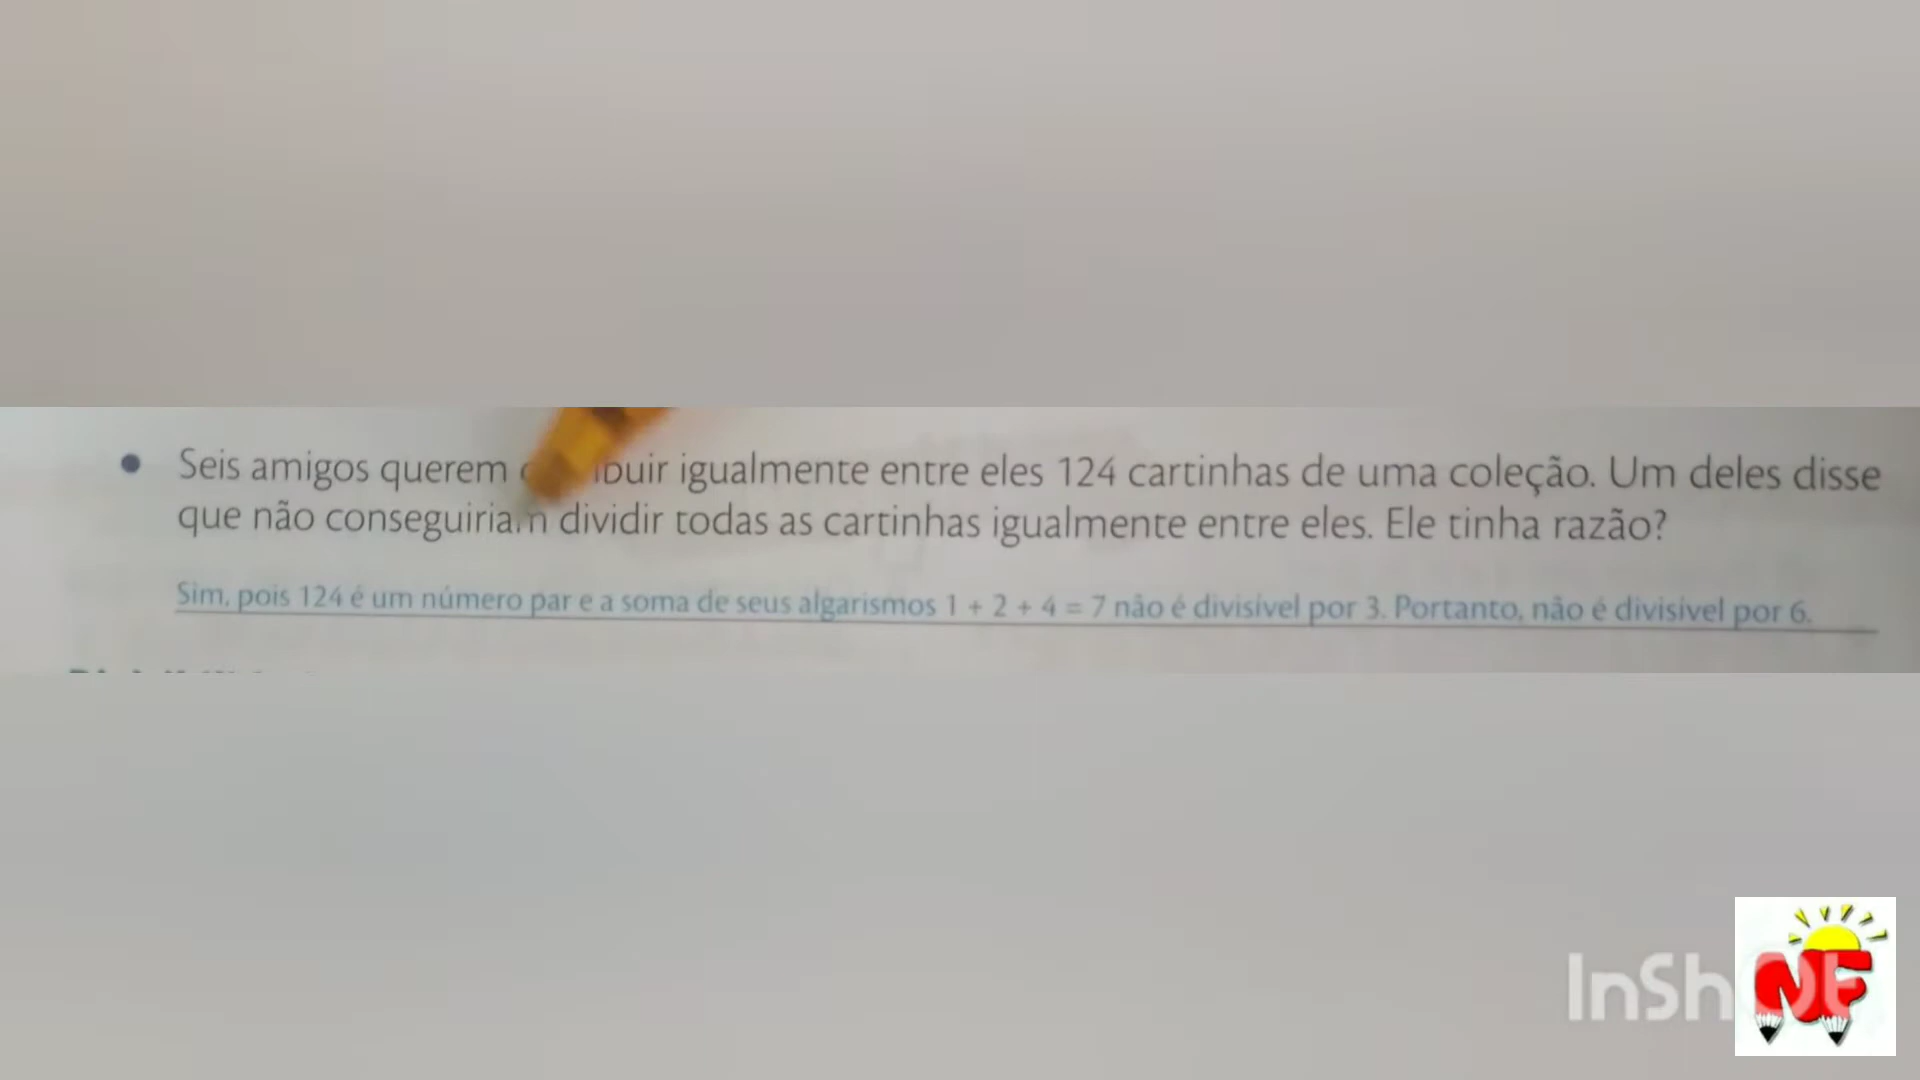 • Seis amigos querem ibuir igualmente entre eles 124 cartinhas de uma coleção. Um deles disse
que não conseguiriam dividir todas as cartinhas igualmente entre eles. Ele tinha razão?
Sim, pois 124 é um número par e a soma de seus algarismos 1 + 2 + 4 = 7 não é divisível por 3. Portanto, não é divisível por 6.
InSh
NF